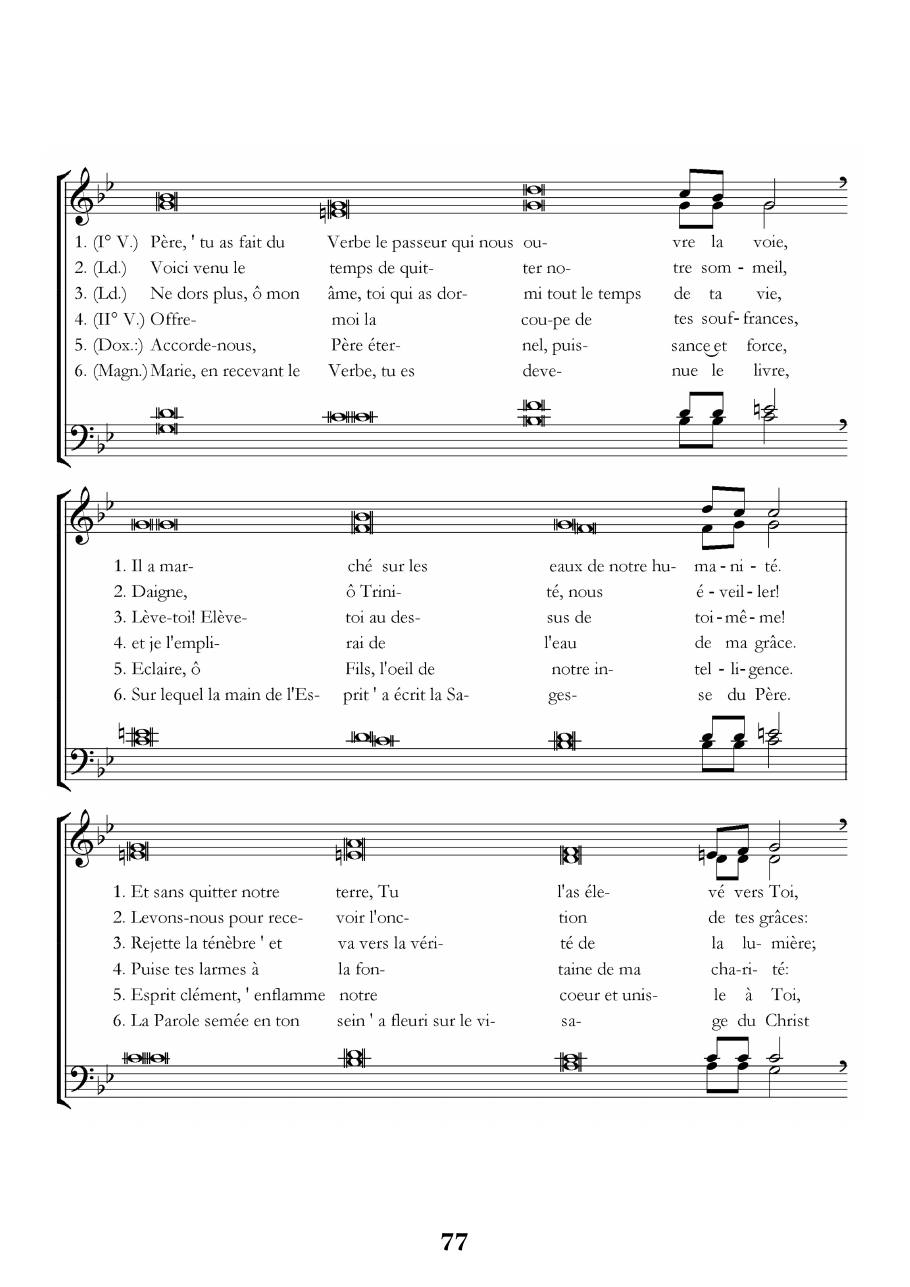 1. (I° V.) Père, ' tu as fait du Verbe le passeur qui nous ou- vre la voie,
2. (Ld.) Voici venu le temps de quit- ter no- tre som - meil,
3. (Ld.) Ne dors plus, ô mon âme, toi qui as dor- mi tout le temps de ta vie,
4. (II° V.) Offre- moi la cou-pe de tes souf- frances,
5. (Dox.:) Accorde-nous, Père éter- nel, puis- sance et force,
6. (Magn.) Marie, en recevant le Verbe, tu es deve- nue le livre,
1. Il a mar- ché sur les eaux de notre hu- ma - ni - té.
2. Daigne, ô Trini- té, nous é - veil - ler!
3. Lève-toi! Elève- toi au des- sus de toi - mê - me!
4. et je l'empli- rai de l'eau de ma grâce.
5. Eclaire, ô Fils, l'oeil de notre in- tel - li - gence.
6. Sur lequel la main de l'Es- prit ' a écrit la Sa- ges- se du Père.
1. Et sans quitter notre terre, Tu l'as éle- vé vers Toi,
2. Levons-nous pour rece- voir l'onc- tion de tes grâces:
3. Rejette la ténèbre ' et va vers la véri- té de la lu- mière;
4. Puise tes larmes à la fon- taine de ma cha-ri- té:
5. Esprit clément, ' enflamme notre coeur et unis- le à Toi,
6. La Parole semée en ton sein ' a fleuri sur le vi- sa- ge du Christ
77